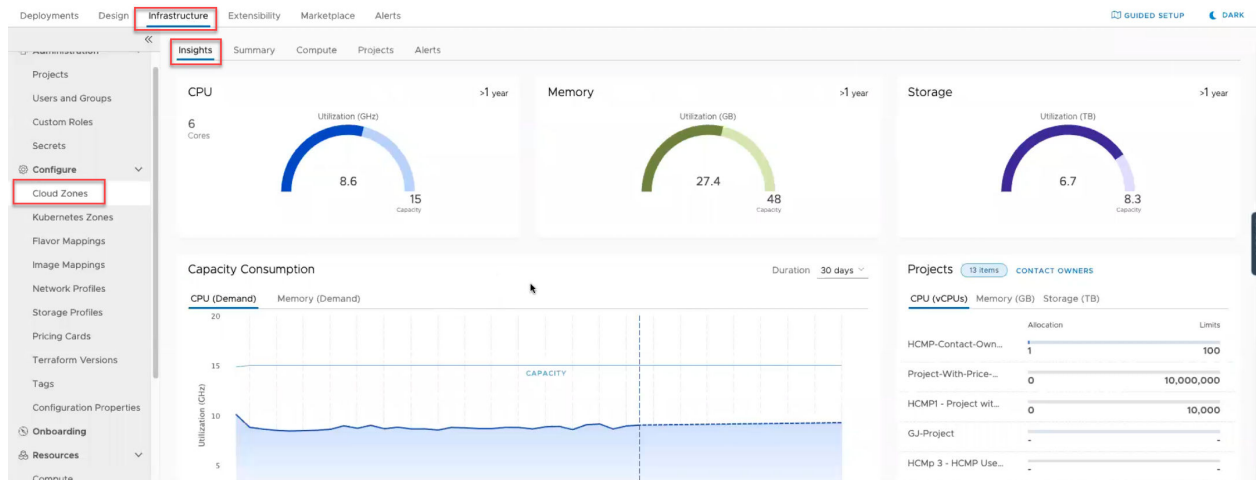 Deployments Design Infrastructure Extensibility Marketplace Alerts GUIDED SETUP DARK
Administration
Projects
Users and Groups
Custom Roles
Secrets
Configure
Cloud Zones
Kubernetes Zones
Flavor Mappings
Image Mappings
Network Profiles
Storage Profiles
Pricing Cards
Terraform Versions
Tags
Configuration Properties
Onboarding
Resources
Compute
Insights Summary Compute Projects Alerts
CPU >1 year
6
Cores
Utilization (GHz)
8.6
15
Capacity
Memory >1 year
Utilization (GB)
27.4
48
Capacity
Storage >1 year
Utilization (TB)
6.7
8.3
Capacity
Capacity Consumption Duration 30 days
CPU (Demand) Memory (Demand)
20
15
10
5
Utilization (GHz)
CAPACITY
Projects 13 items CONTACT OWNERS
CPU (vCPUs) Memory (GB) Storage (TB)
Allocation Limits
HCMP-Contact-Own...
1 100
Project-With-Price-...
0 10,000,000
HCMP1 - Project wit...
0 10,000
GJ-Project
- -
HCMp 3 - HCMP Use...
- -